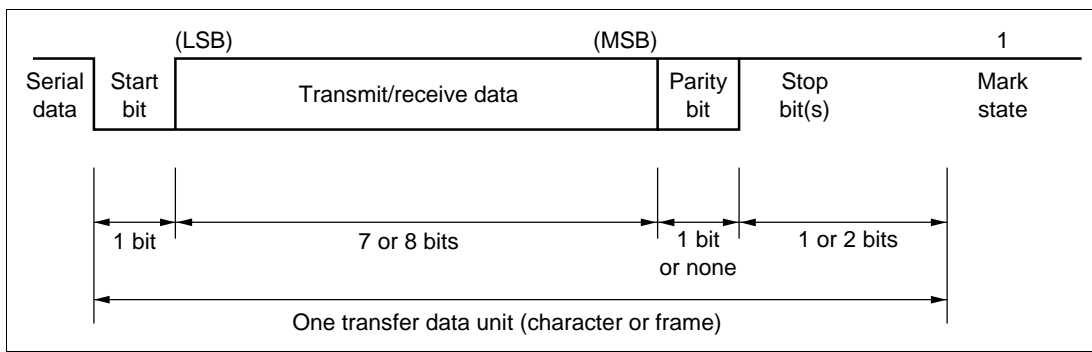 (LSB) (MSB) 1
Serial Start Transmit/receive data Parity Stop Mark
data bit bit bit(s) state
1 bit 7 or 8 bits 1 bit 1 or 2 bits
or none
One transfer data unit (character or frame)